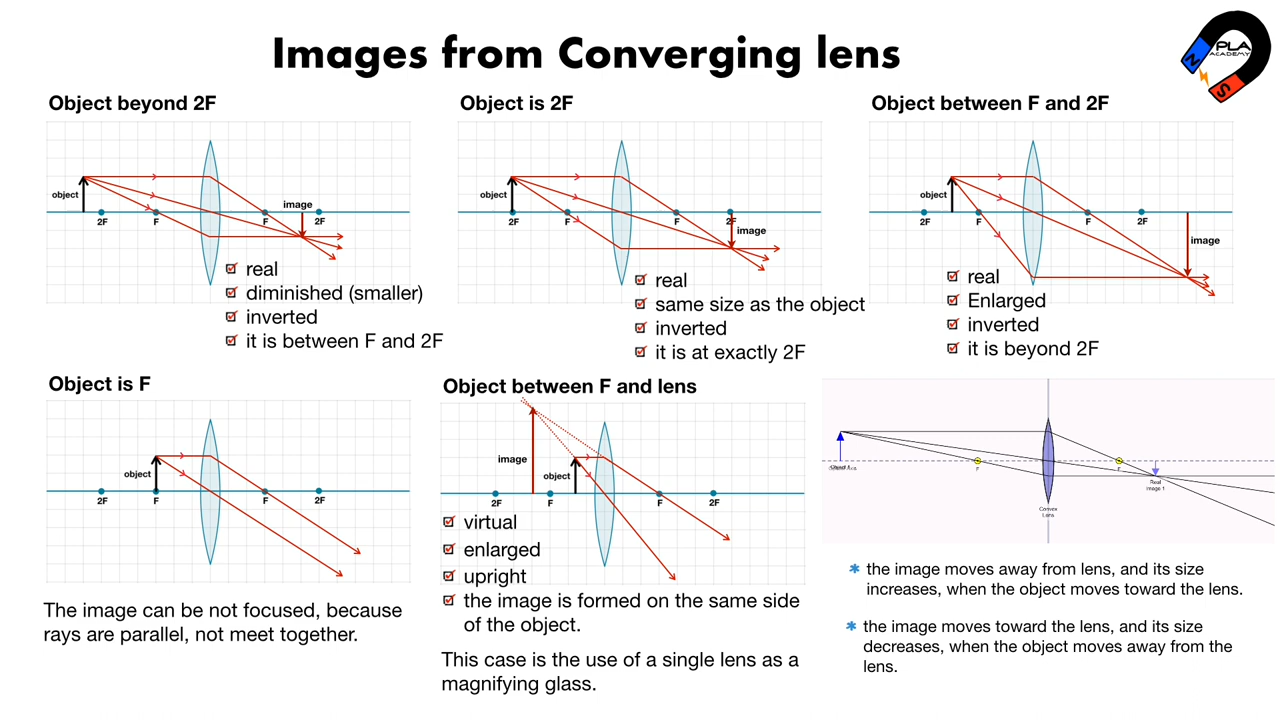 Images from Converging lens
N
S
PLA
ACADEMY
Object beyond 2F
object
2F
F
F
image
2F
real
diminished (smaller)
inverted
it is between F and 2F
Object is 2F
object
2F
F
F
2F
image
real
same size as the object
inverted
it is at exactly 2F
Object between F and 2F
object
2F
F
F
2F
image
real
Enlarged
inverted
it is beyond 2F
Object is F
object
2F
F
F
2F
The image can be not focused, because
rays are parallel, not meet together.
Object between F and lens
image
object
2F
F
F
2F
virtual
enlarged
upright
the image is formed on the same side
of the object.
This case is the use of a single lens as a
magnifying glass.
F
F
Real
Image 1
Convex
Lens
the image moves away from lens, and its size
increases, when the object moves toward the lens.
the image moves toward the lens, and its size
decreases, when the object moves away from the
lens.